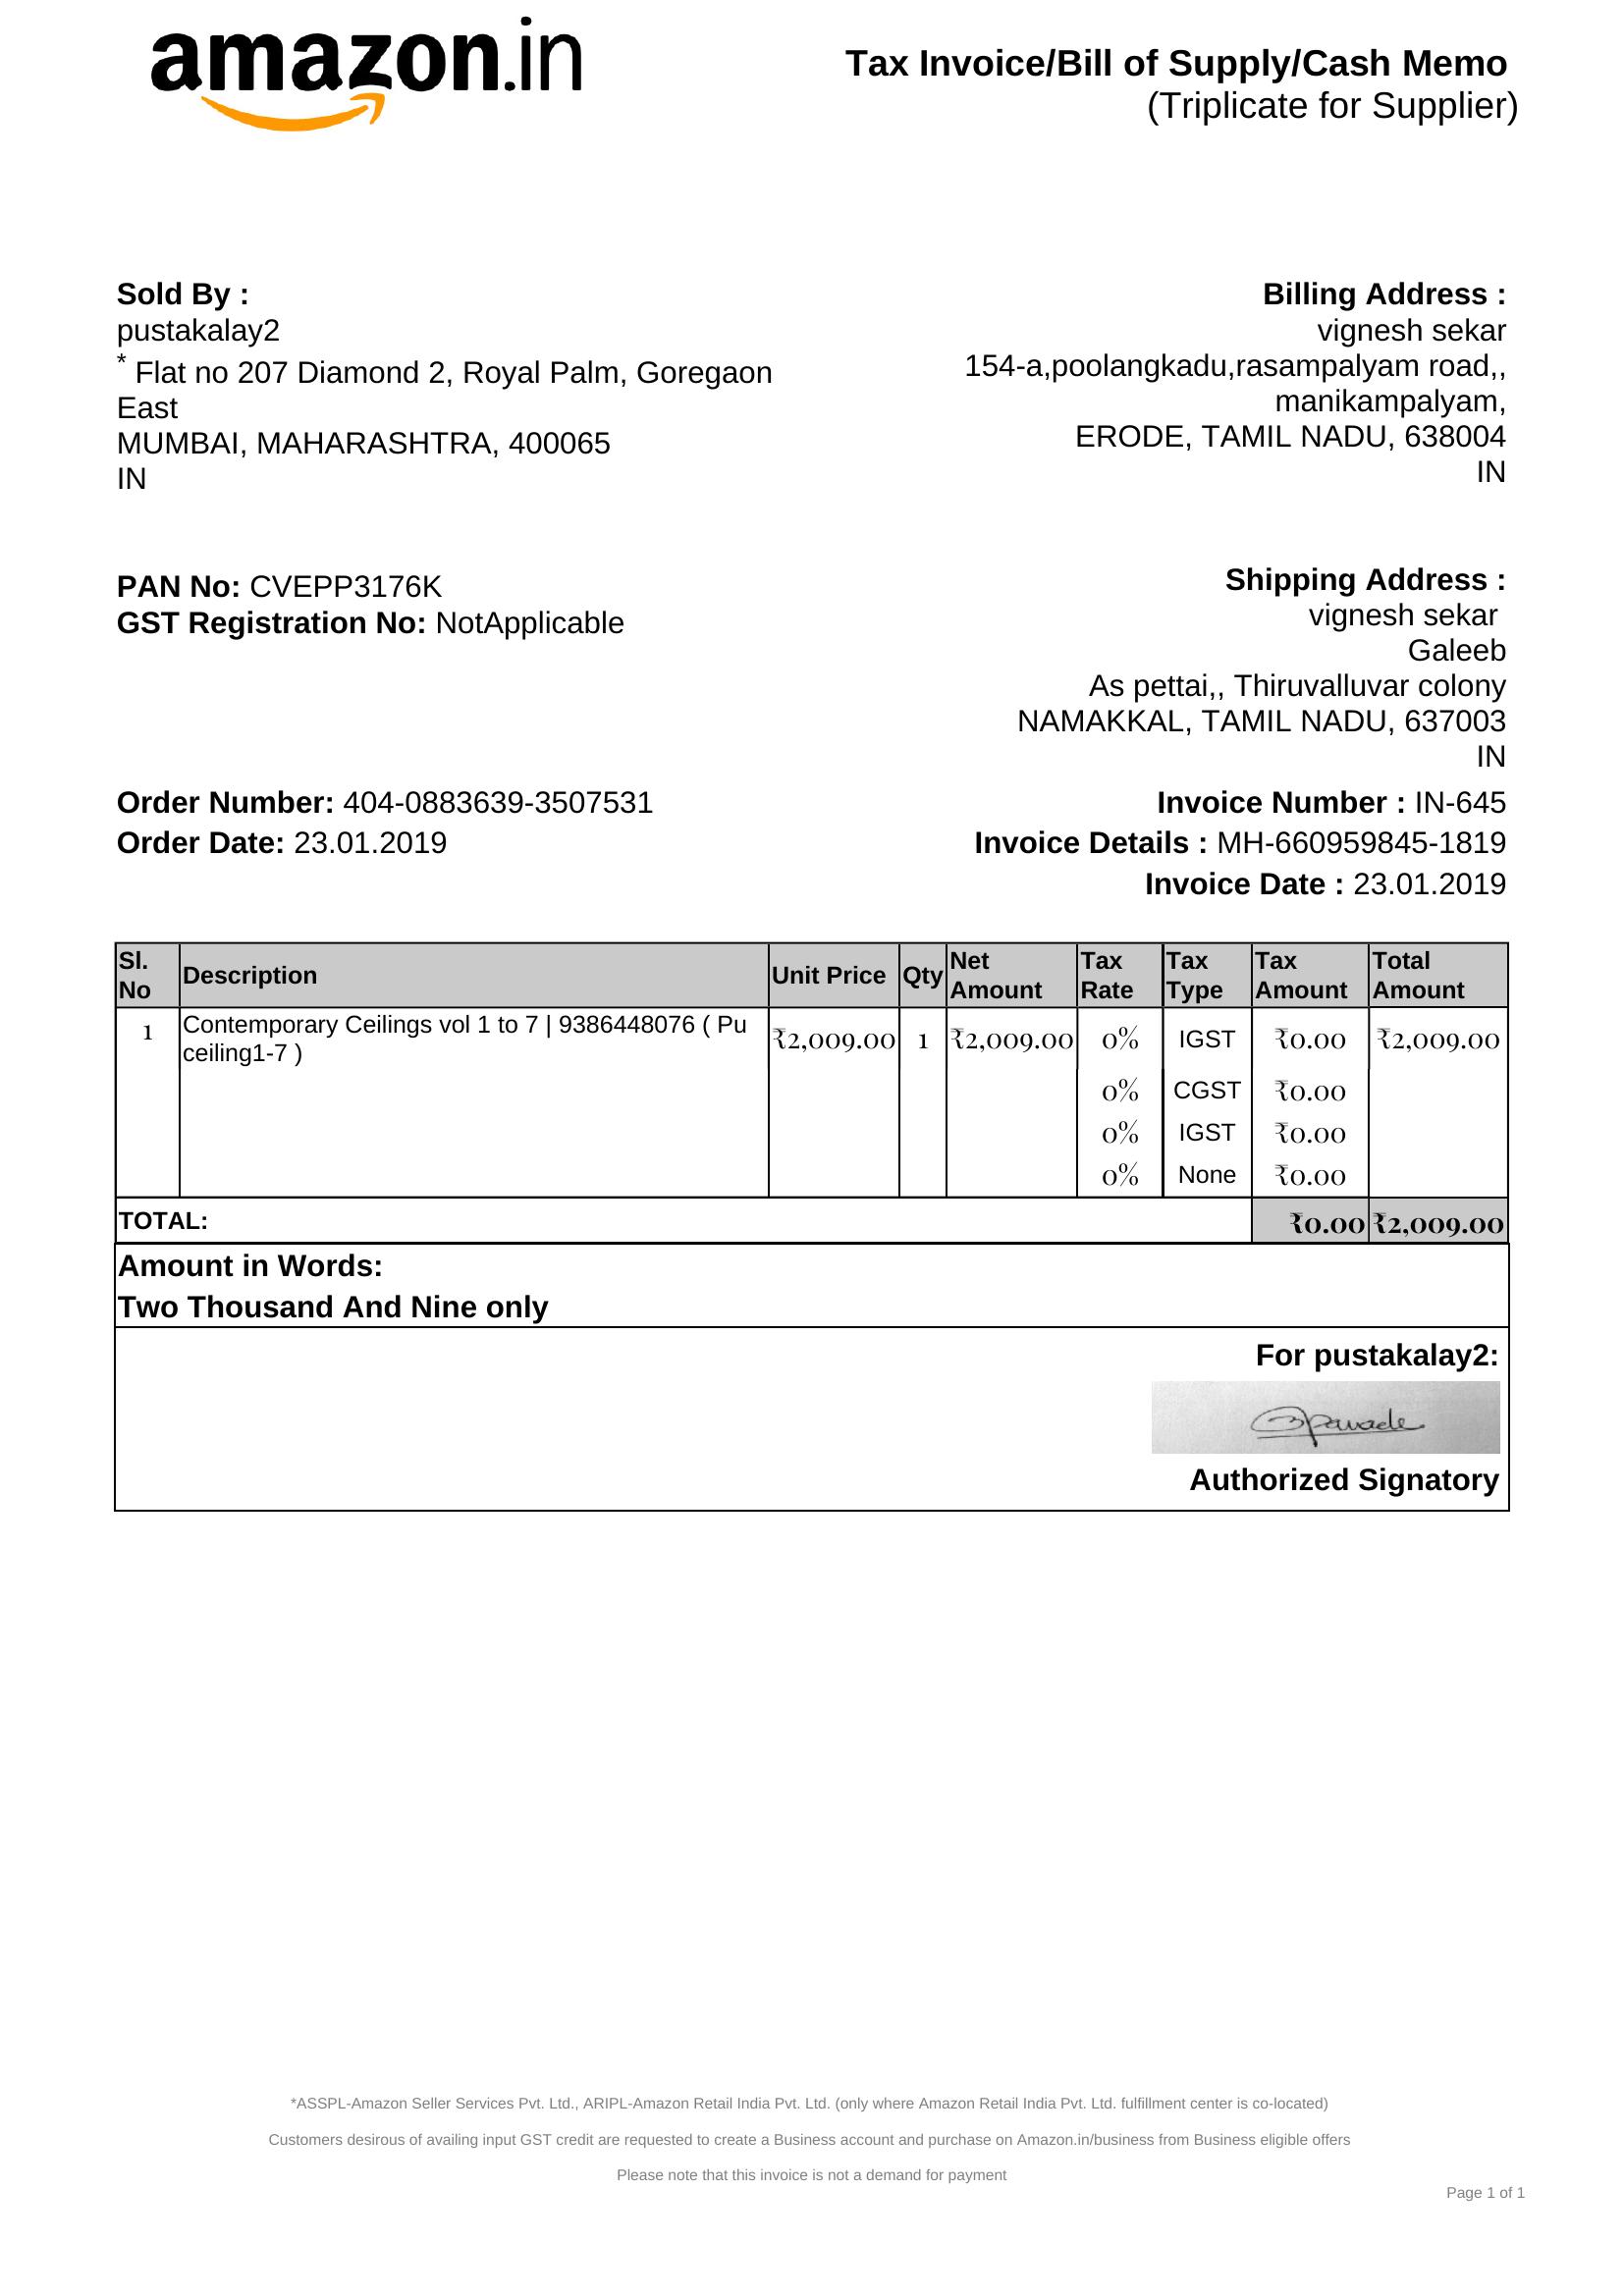 amazon.in
Tax Invoice/Bill of Supply/Cash Memo
(Triplicate for Supplier)
Sold By :
pustakalay2
* Flat no 207 Diamond 2, Royal Palm, Goregaon
East
MUMBAI, MAHARASHTRA, 400065
IN
Billing Address :
vignesh sekar
154-a,poolangkadu,rasampalyam road,,
manikampalyam,
ERODE, TAMIL NADU, 638004
IN
PAN No: CVEPP3176K
GST Registration No: NotApplicable
Shipping Address :
vignesh sekar
Galeeb
As pettai,, Thiruvalluvar colony
NAMAKKAL, TAMIL NADU, 637003
IN
Order Number: 404-0883639-3507531
Order Date: 23.01.2019
Invoice Number : IN-645
Invoice Details : MH-660959845-1819
Invoice Date : 23.01.2019
Sl. No Description Unit Price Qty Net Amount Tax Rate Tax Type Tax Amount Total Amount
1 Contemporary Ceilings vol 1 to 7 | 9386448076 ( Pu
ceiling1-7 ) ₹2,009.00 1 ₹2,009.00 0% IGST ₹0.00 ₹2,009.00
0% CGST ₹0.00
0% IGST ₹0.00
0% None ₹0.00
TOTAL: ₹0.00 ₹2,009.00
Amount in Words:
Two Thousand And Nine only
For pustakalay2:
Authorized Signatory
*ASSPL-Amazon Seller Services Pvt. Ltd., ARIPL-Amazon Retail India Pvt. Ltd. (only where Amazon Retail India Pvt. Ltd. fulfillment center is co-located)
Customers desirous of availing input GST credit are requested to create a Business account and purchase on Amazon.in/business from Business eligible offers
Please note that this invoice is not a demand for payment
Page 1 of 1